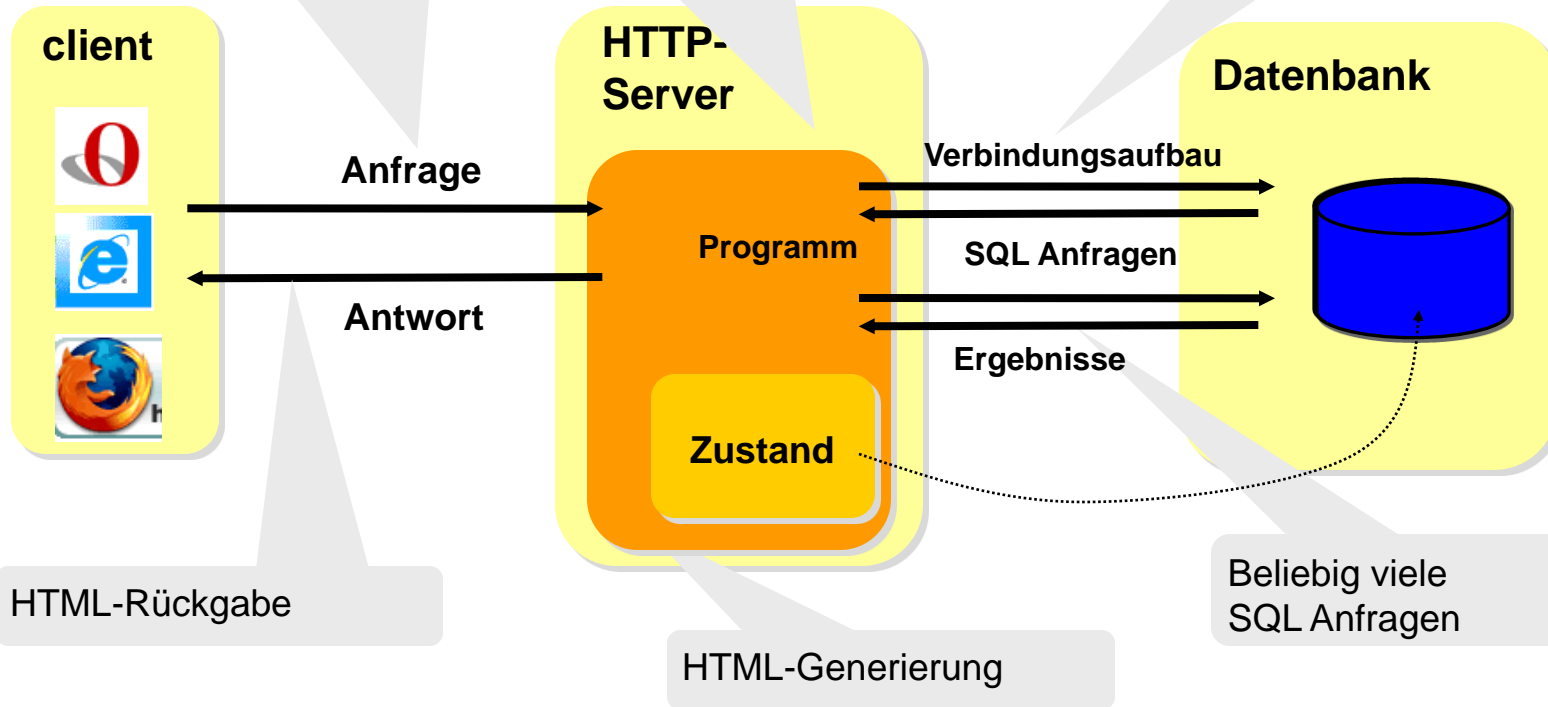 client
HTTP-
Server
Datenbank
Anfrage
Antwort
Programm
Zustand
Verbindungsaufbau
SQL Anfragen
Ergebnisse
HTML-Rückgabe
HTML-Generierung
Beliebig viele
SQL Anfragen